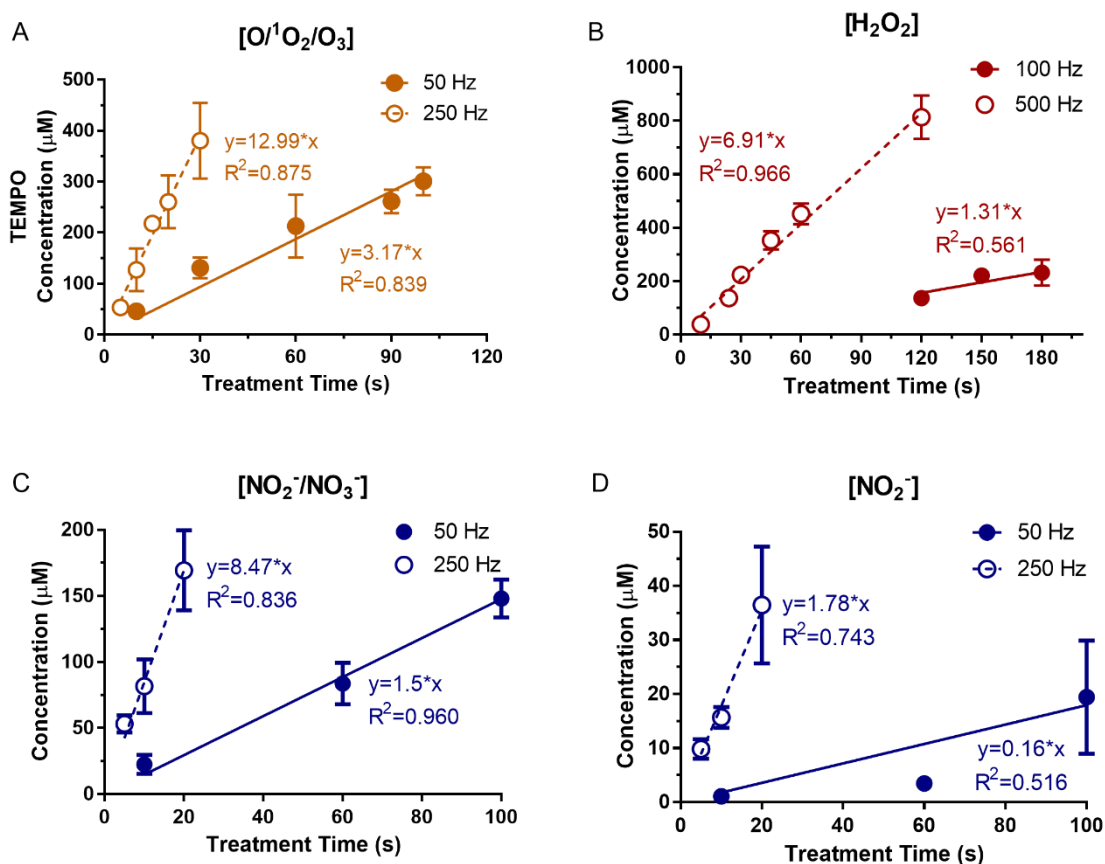 A
[O/¹O₂/O₃]
50 Hz
250 Hz
500
400
300
200
100
0
y=12.99*x
R²=0.875
y=3.17*x
R²=0.839
0 30 60 90 120
TEMPO
Concentration (μM)
Treatment Time (s)
B
[H₂O₂]
100 Hz
500 Hz
1000
800
600
400
200
0
y=6.91*x
R²=0.966
y=1.31*x
R²=0.561
0 30 60 90 120 150 180
Concentration (μM)
Treatment Time (s)
C
[NO₂⁻/NO₃⁻]
50 Hz
250 Hz
200
150
100
50
0
y=8.47*x
R²=0.836
y=1.5*x
R²=0.960
0 20 40 60 80 100
Concentration (μM)
Treatment Time (s)
D
[NO₂⁻]
50 Hz
250 Hz
50
40
30
20
10
0
y=1.78*x
R²=0.743
y=0.16*x
R²=0.516
0 20 40 60 80 100
Concentration (μM)
Treatment Time (s)